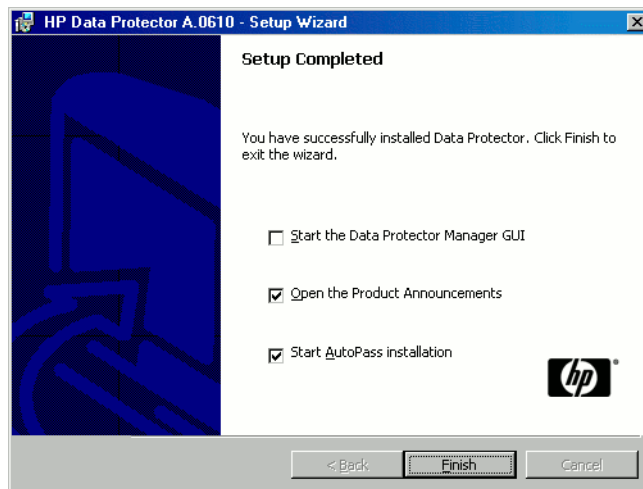 HP Data Protector A.0610 - Setup Wizard
Setup Completed
You have successfully installed Data Protector. Click Finish to
exit the wizard.
Start the Data Protector Manager GUI
Open the Product Announcements
Start AutoPass installation
hp
< Back
Finish
Cancel